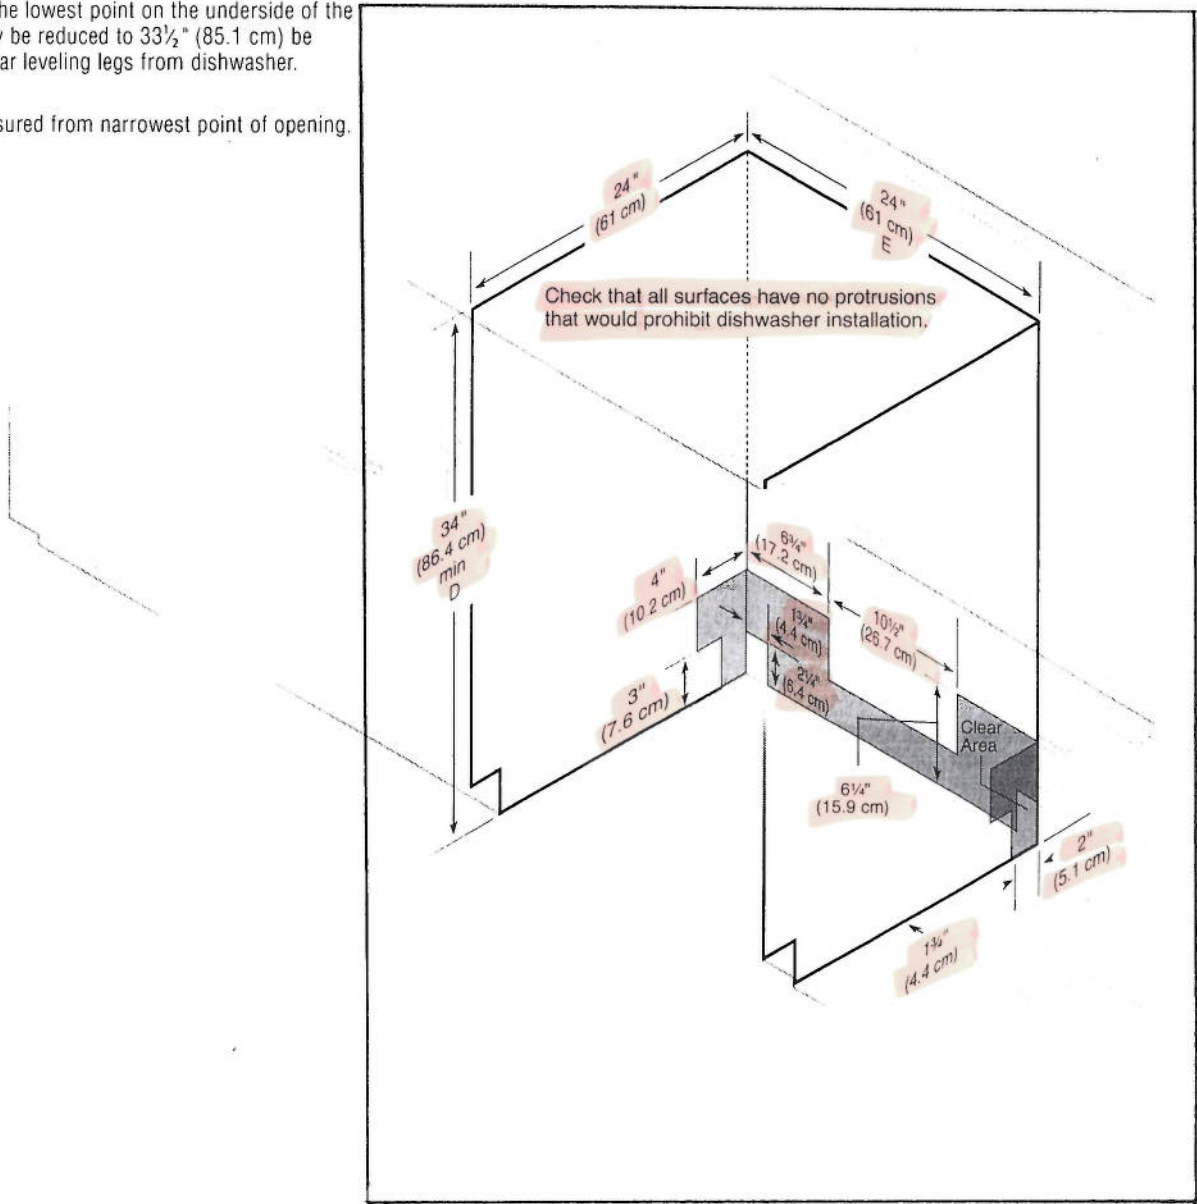 he lowest point on the underside of the
be reduced to 33½" (85.1 cm) be
ar leveling legs from dishwasher.
sured from narrowest point of opening.
24"
(61 cm)
24"
(61 cm)
E
Check that all surfaces have no protrusions
that would prohibit dishwasher installation.
34"
(86.4 cm)
min
D
6¾"
(17.2 cm)
4"
(10.2 cm)
1¾"
(4.4 cm)
10½"
(26.7 cm)
2¼"
(6.4 cm)
3"
(7.6 cm)
Clear
Area
6¼"
(15.9 cm)
2"
(5.1 cm)
1¾"
(4.4 cm)